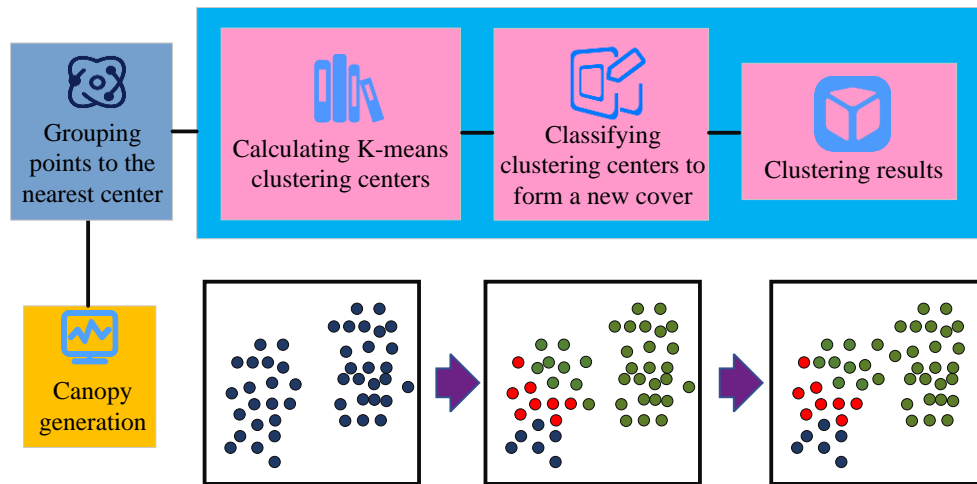 Grouping
points to the
nearest center
Calculating K-means
clustering centers
Classifying
clustering centers to
form a new cover
Clustering results
Canopy
generation